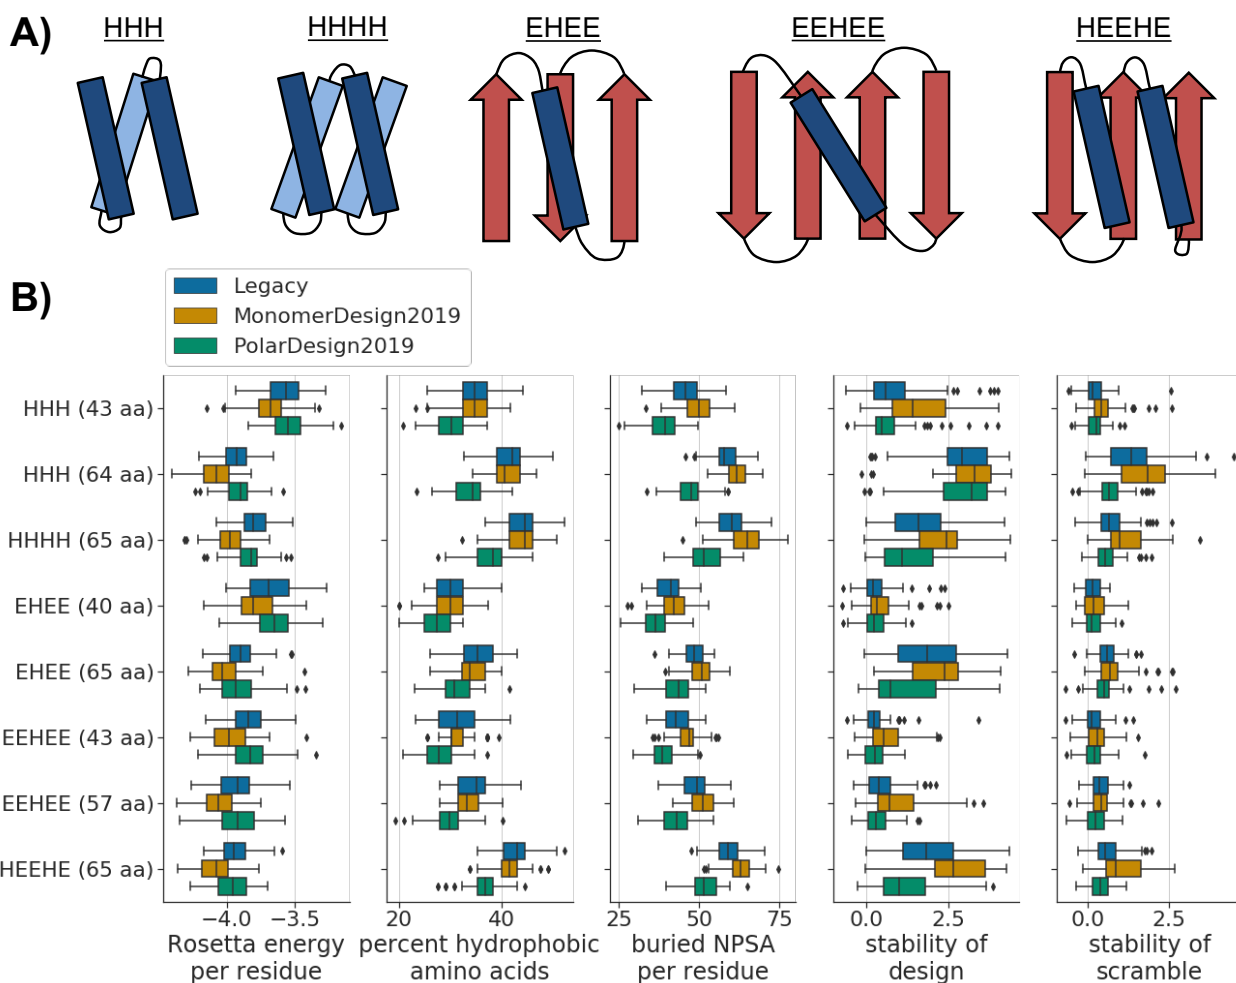 A)
HHH
HHHH
EHEE
EEHEE
HEEHE
B)
Legacy
MonomerDesign2019
PolarDesign2019
HHH (43 aa)
HHH (64 aa)
HHHH (65 aa)
EHEE (40 aa)
EHEE (65 aa)
EEHEE (43 aa)
EEHEE (57 aa)
HEEHE (65 aa)
−4.0 −3.5
20 40
25 50 75
0.0 2.5
0.0 2.5
Rosetta energy
per residue
percent hydrophobic
amino acids
buried NPSA
per residue
stability of
design
stability of
scramble